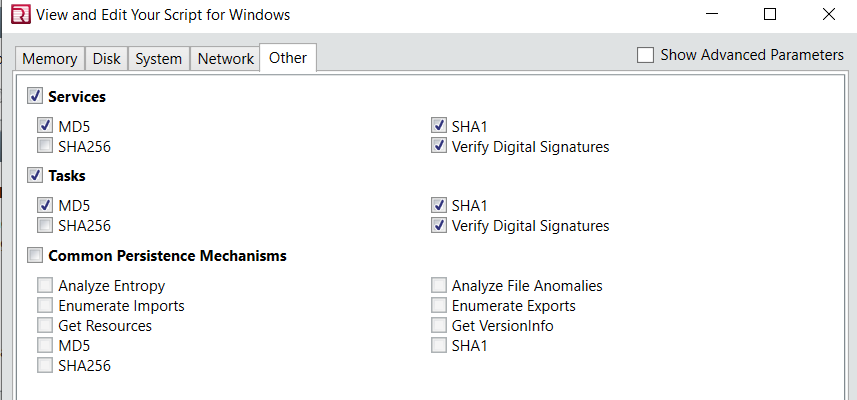 View and Edit Your Script for Windows
Memory Disk System Network Other Show Advanced Parameters
Services
MD5 SHA1
SHA256 Verify Digital Signatures
Tasks
MD5 SHA1
SHA256 Verify Digital Signatures
Common Persistence Mechanisms
Analyze Entropy Analyze File Anomalies
Enumerate Imports Enumerate Exports
Get Resources Get VersionInfo
MD5 SHA1
SHA256